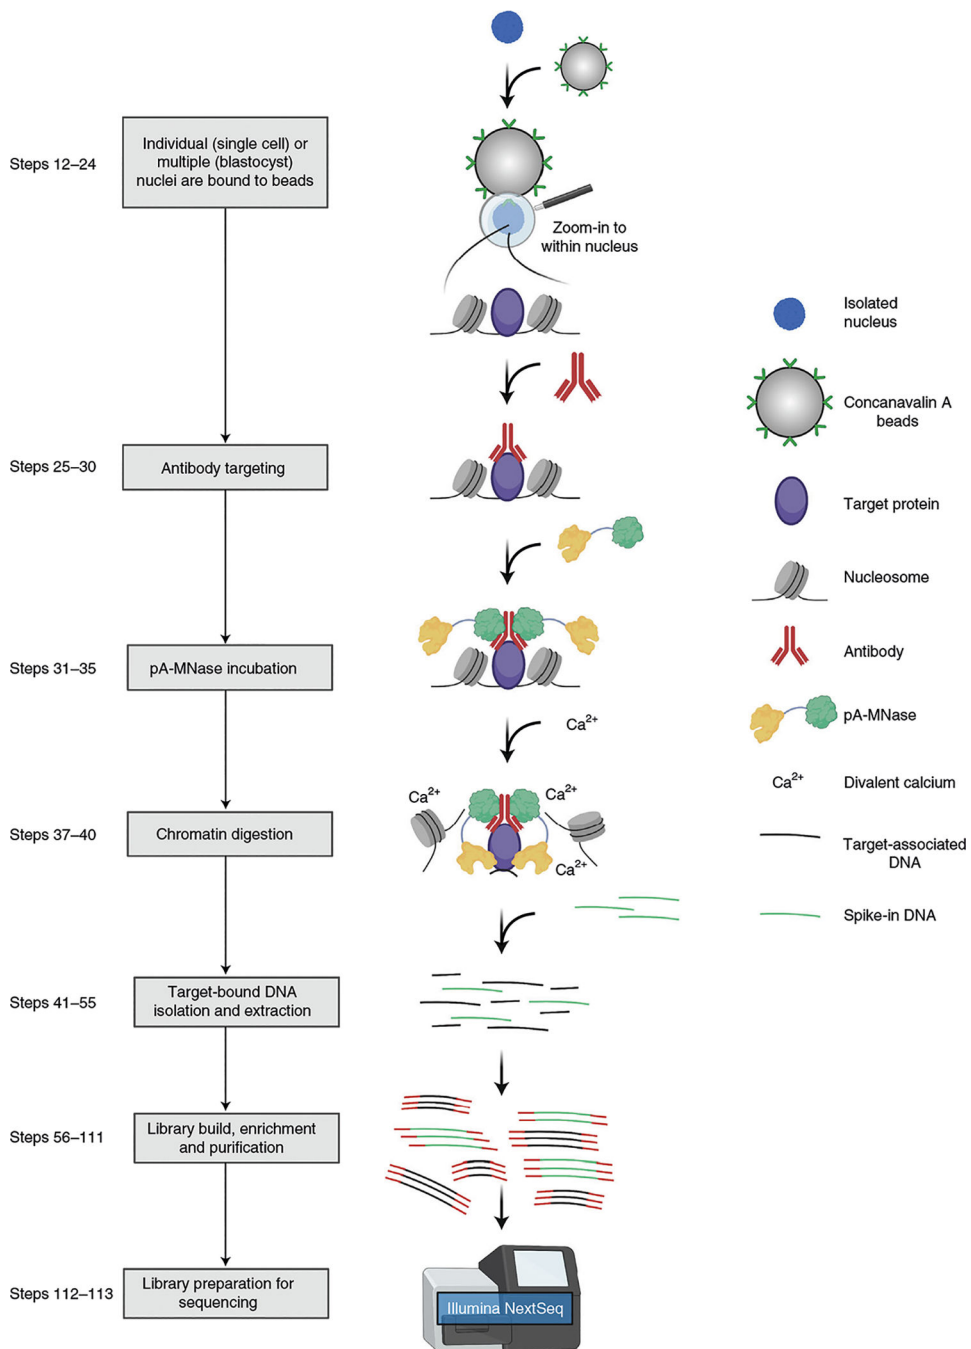 Steps 12–24
Individual (single cell) or
multiple (blastocyst)
nuclei are bound to beads
Zoom-in to
within nucleus
Steps 25–30
Antibody targeting
Steps 31–35
pA-MNase incubation
Ca2+
Steps 37–40
Chromatin digestion
Ca2+
Ca2+
Ca2+
Steps 41–55
Target-bound DNA
isolation and extraction
Steps 56–111
Library build, enrichment
and purification
Steps 112–113
Library preparation for
sequencing
Illumina NextSeq
Isolated
nucleus
Concanavalin A
beads
Target protein
Nucleosome
Antibody
pA-MNase
Ca2+
Divalent calcium
Target-associated
DNA
Spike-in DNA